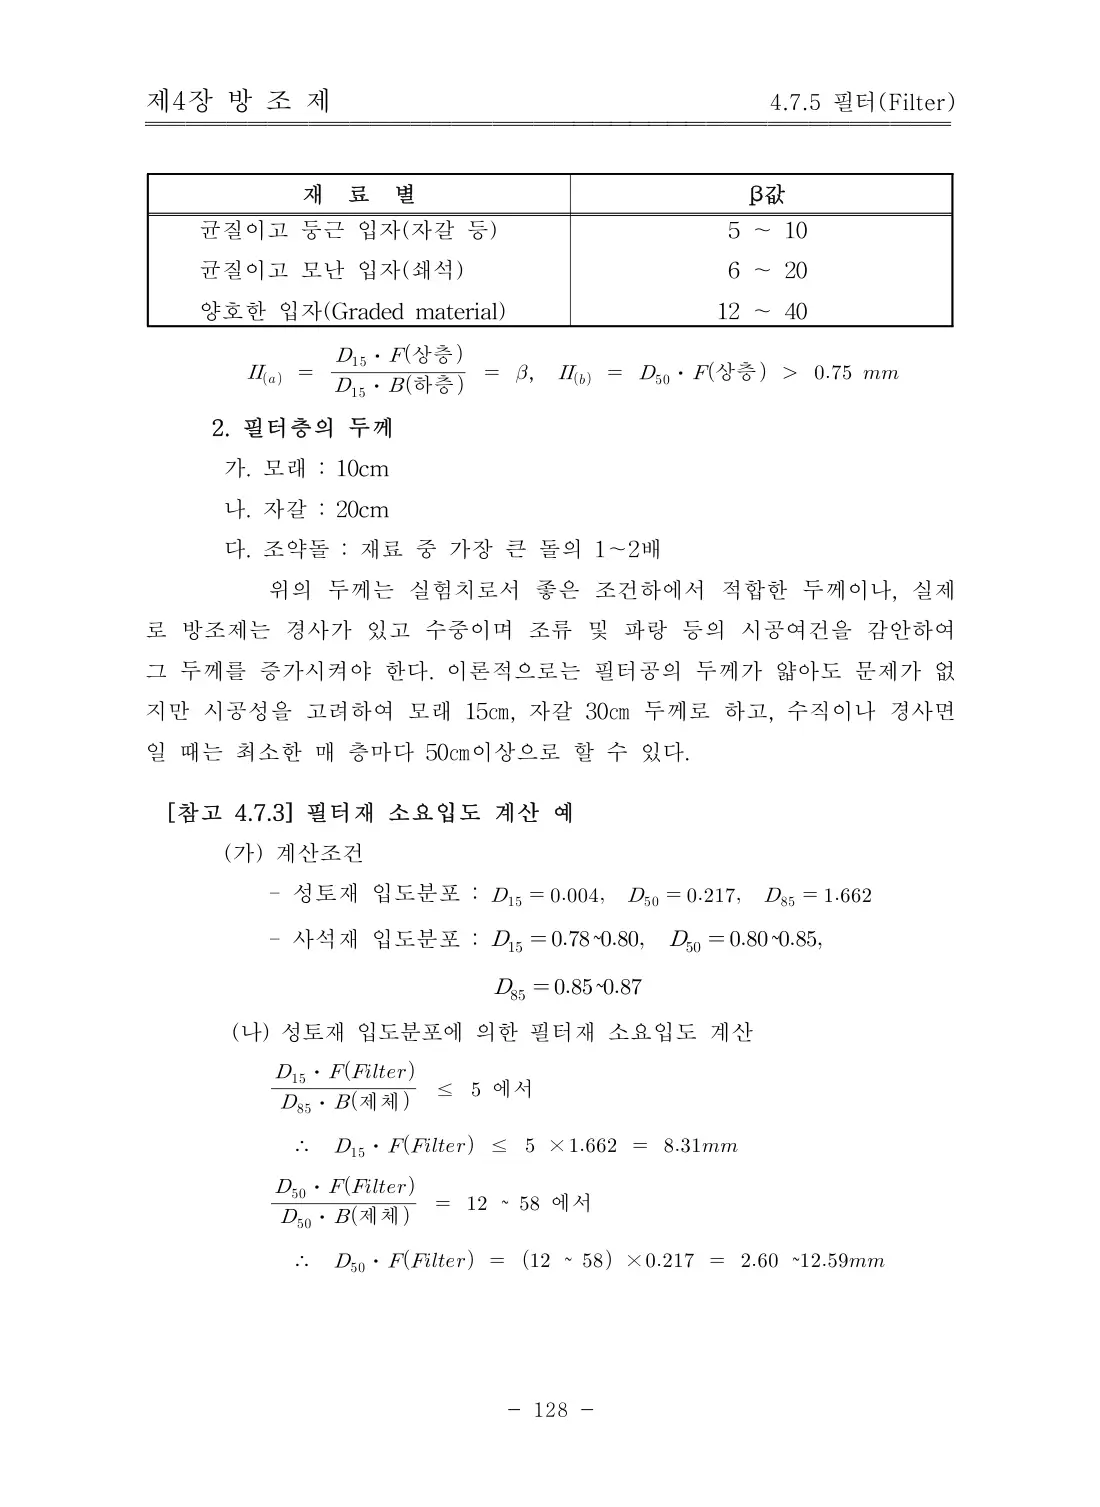 제4장 방 조 제 4.7.5 필터(Filter)
재 료 별 β값
균질이고 둥근 입자(자갈 등) 5 ~ 10
균질이고 모난 입자(쇄석) 6 ~ 20
양호한 입자(Graded material) 12 ~ 40
II(a) = D15・F(상층) / D15・B(하층) = β, II(b) = D50・F(상층) > 0.75 mm
2. 필터층의 두께
가. 모래 : 10cm
나. 자갈 : 20cm
다. 조약돌 : 재료 중 가장 큰 돌의 1~2배
위의 두께는 실험치로서 좋은 조건하에서 적합한 두께이나, 실제
로 방조제는 경사가 있고 수중이며 조류 및 파랑 등의 시공여건을 감안하여
그 두께를 증가시켜야 한다. 이론적으로는 필터공의 두께가 얇아도 문제가 없
지만 시공성을 고려하여 모래 15㎝, 자갈 30㎝ 두께로 하고, 수직이나 경사면
일 때는 최소한 매 층마다 50㎝이상으로 할 수 있다.
[참고 4.7.3] 필터재 소요입도 계산 예
(가) 계산조건
- 성토재 입도분포 : D15 = 0.004, D50 = 0.217, D85 = 1.662
- 사석재 입도분포 : D15 = 0.78~0.80, D50 = 0.80~0.85,
D85 = 0.85~0.87
(나) 성토재 입도분포에 의한 필터재 소요입도 계산
D15・F(Filter) / D85・B(제체) ≤ 5 에서
∴ D15・F(Filter) ≤ 5 ×1.662 = 8.31mm
D50・F(Filter) / D50・B(제체) = 12 ~ 58 에서
∴ D50・F(Filter) = (12 ~ 58) ×0.217 = 2.60 ~12.59mm
- 128 -